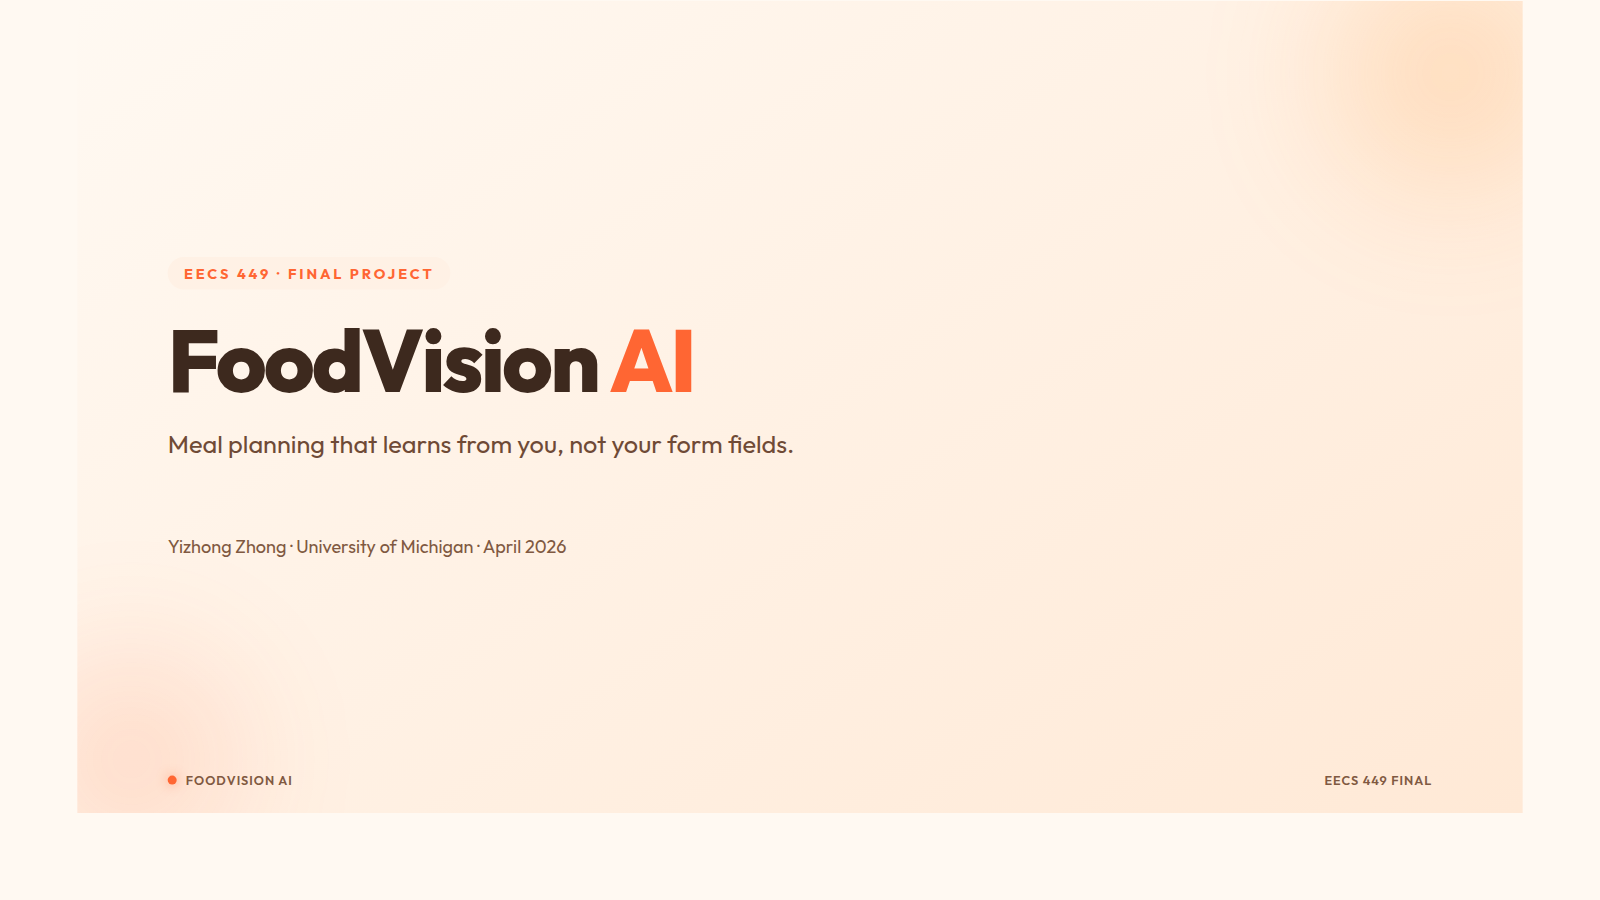 EECS 449 · FINAL PROJECT
FoodVision AI
Meal planning that learns from you, not your form fields.
Yizhong Zhong · University of Michigan · April 2026
FOODVISION AI
EECS 449 FINAL